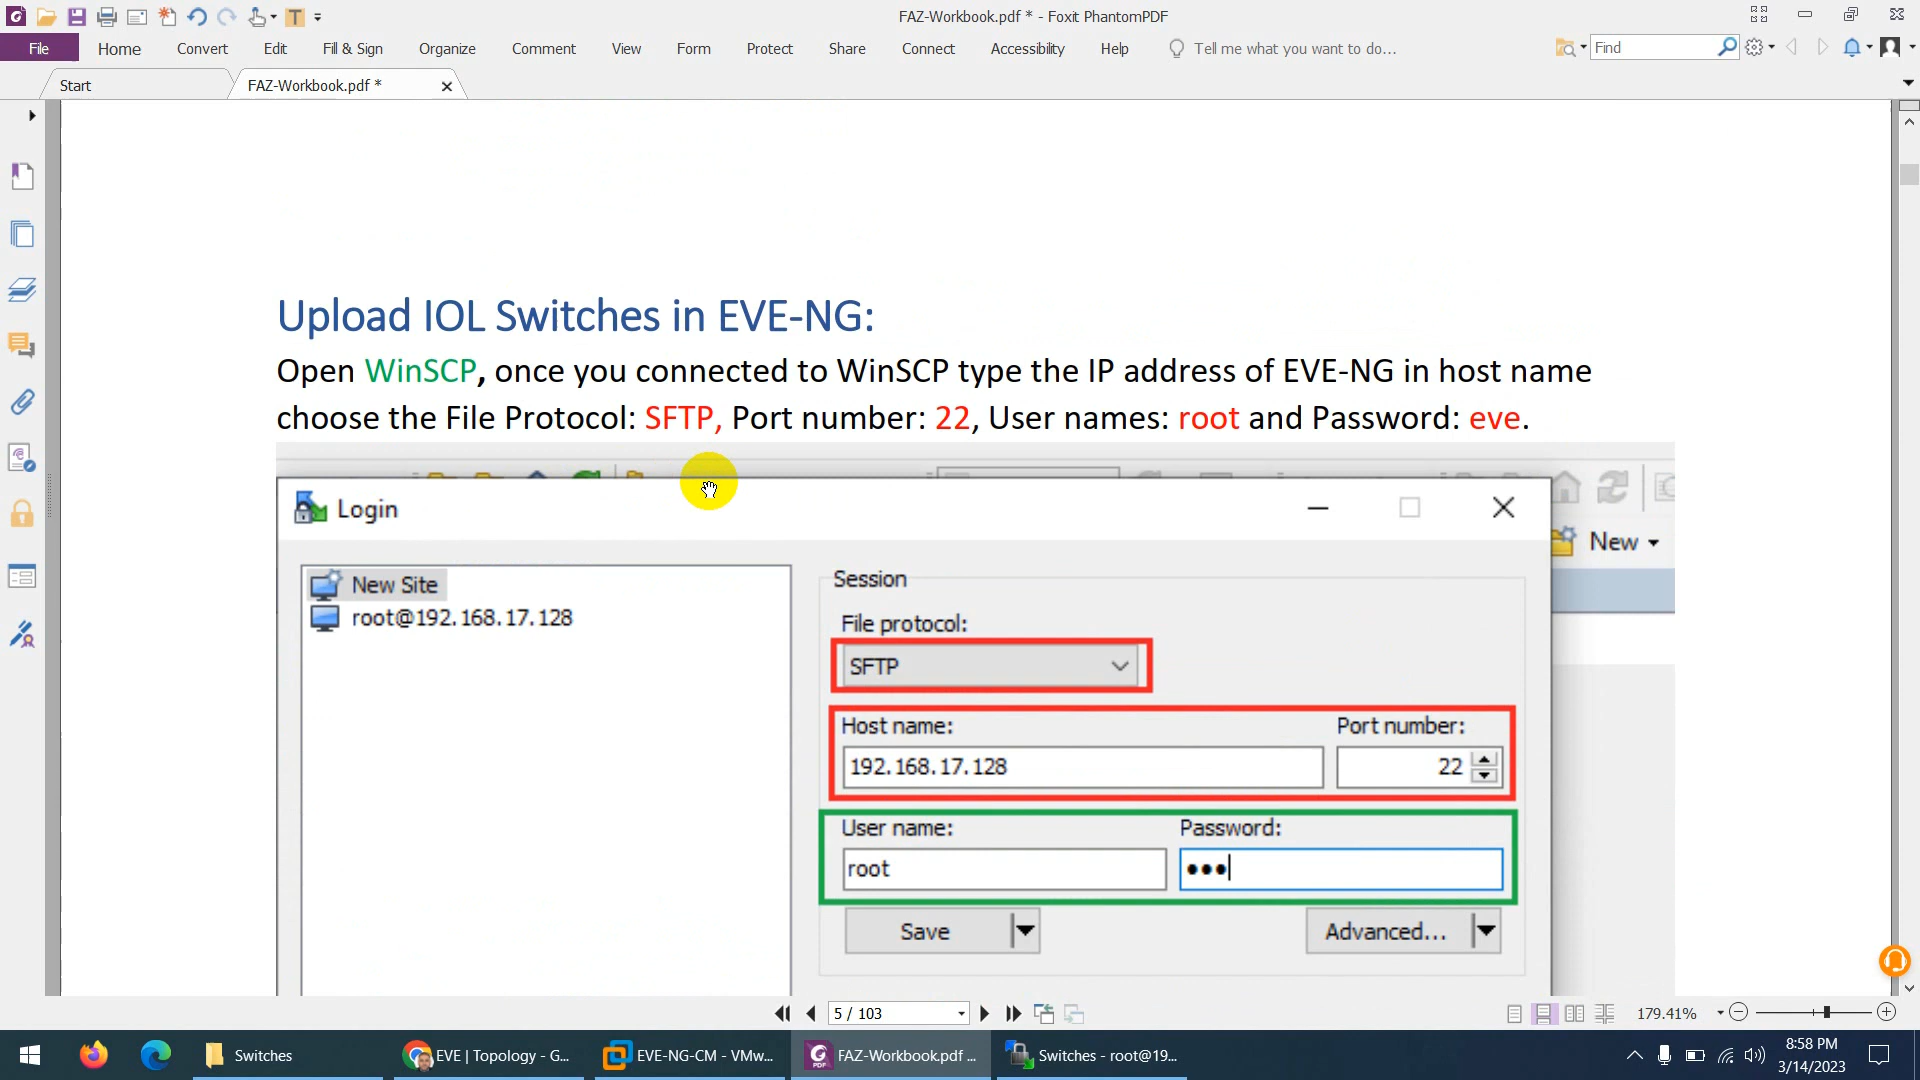 FAZ-Workbook.pdf * - Foxit PhantomPDF
File Home Convert Edit Fill & Sign Organize Comment View Form Protect Share Connect Accessibility Help Tell me what you want to do... Find
Start FAZ-Workbook.pdf *
Upload IOL Switches in EVE-NG:
Open WinSCP, once you connected to WinSCP type the IP address of EVE-NG in host name
choose the File Protocol: SFTP, Port number: 22, User names: root and Password: eve.
Login
New
New Site
root@192.168.17.128
Session
File protocol:
SFTP
Host name: Port number:
192.168.17.128 22
User name: Password:
root
Save Advanced...
5 / 103 179.41%
Switches EVE | Topology - G... EVE-NG-CM - VMw... FAZ-Workbook.pdf ... Switches - root@19...
8:58 PM
3/14/2023